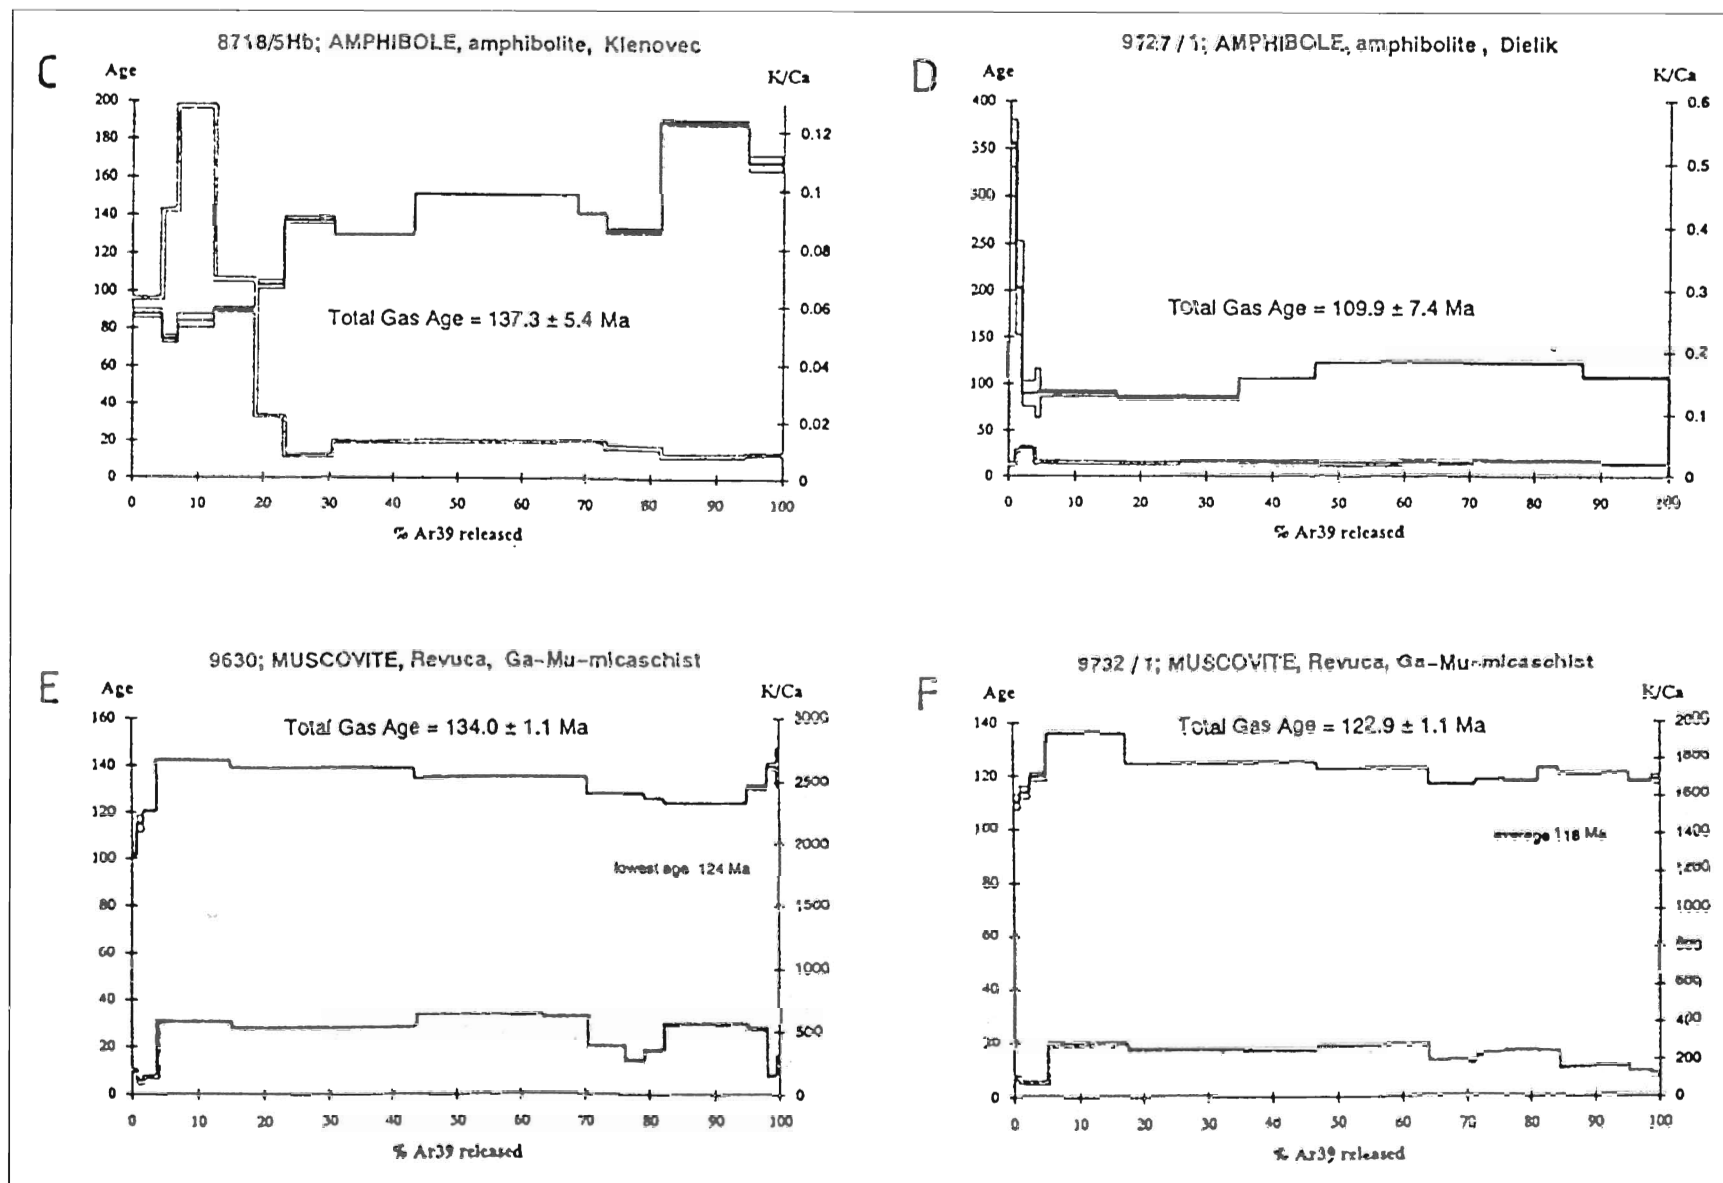 C
8718/5Hb; AMPHIBOLE, amphibolite, Klenovec
Age
K/Ca
200
180
160
140
120
100
80
60
40
20
0
0.12
0.1
0.08
0.06
0.04
0.02
0
Total Gas Age = 137.3 ± 5.4 Ma
0 10 20 30 40 50 60 70 80 90 100
% Ar39 released
D
9727/1; AMPHIBOLE, amphibolite, Dielik
Age
K/Ca
400
350
300
250
200
150
100
50
0
0.6
0.5
0.4
0.3
0.2
0.1
0
Total Gas Age = 109.9 ± 7.4 Ma
0 10 20 30 40 50 60 70 80 90 100
% Ar39 released
E
9630; MUSCOVITE, Revuca, Ga-Mu-micaschist
Age
K/Ca
160
140
120
100
80
60
40
20
0
3000
2500
2000
1500
1000
500
0
Total Gas Age = 134.0 ± 1.1 Ma
lowest age 124 Ma
0 10 20 30 40 50 60 70 80 90 100
% Ar39 released
F
9732/1; MUSCOVITE, Revuca, Ga-Mu-micaschist
Age
K/Ca
140
120
100
80
60
40
20
0
2000
1800
1600
1400
1200
1000
800
600
400
200
0
Total Gas Age = 122.9 ± 1.1 Ma
average 118 Ma
0 10 20 30 40 50 60 70 80 90 100
% Ar39 released